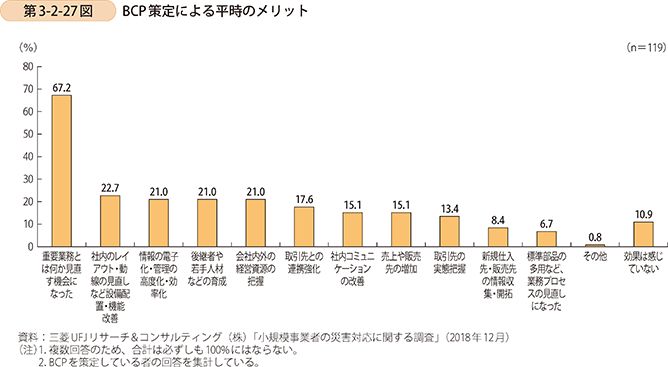 第3-2-27図 BCP策定による平時のメリット
(%)
(n=119)
80
70
60
50
40
30
20
10
0
67.2
22.7
21.0
21.0
21.0
17.6
15.1
15.1
13.4
8.4
6.7
0.8
10.9
重要業務と
は何か見直
す機会に
なった
社内のレイ
アウト・動
線の見直し
など設備配
置・機能
改善
情報の電子
化・管理の
高度化・効
率化
後継者や
若手人材
などの育成
会社内外の
経営資源の
把握
取引先との
連携強化
社内コミュニ
ケーション
の改善
売上や販売
先の増加
取引先の
実態把握
新規仕入
先・販売先
の情報収
集・開拓
標準部品の
多用など、
業務プロセ
スの見直しに
なった
その他
効果は感じ
ていない
資料:三菱UFJリサーチ&コンサルティング(株)「小規模事業者の災害対応に関する調査」(2018年12月)
(注)1. 複数回答のため、合計は必ずしも100%にはならない。
2. BCPを策定している者の回答を集計している。